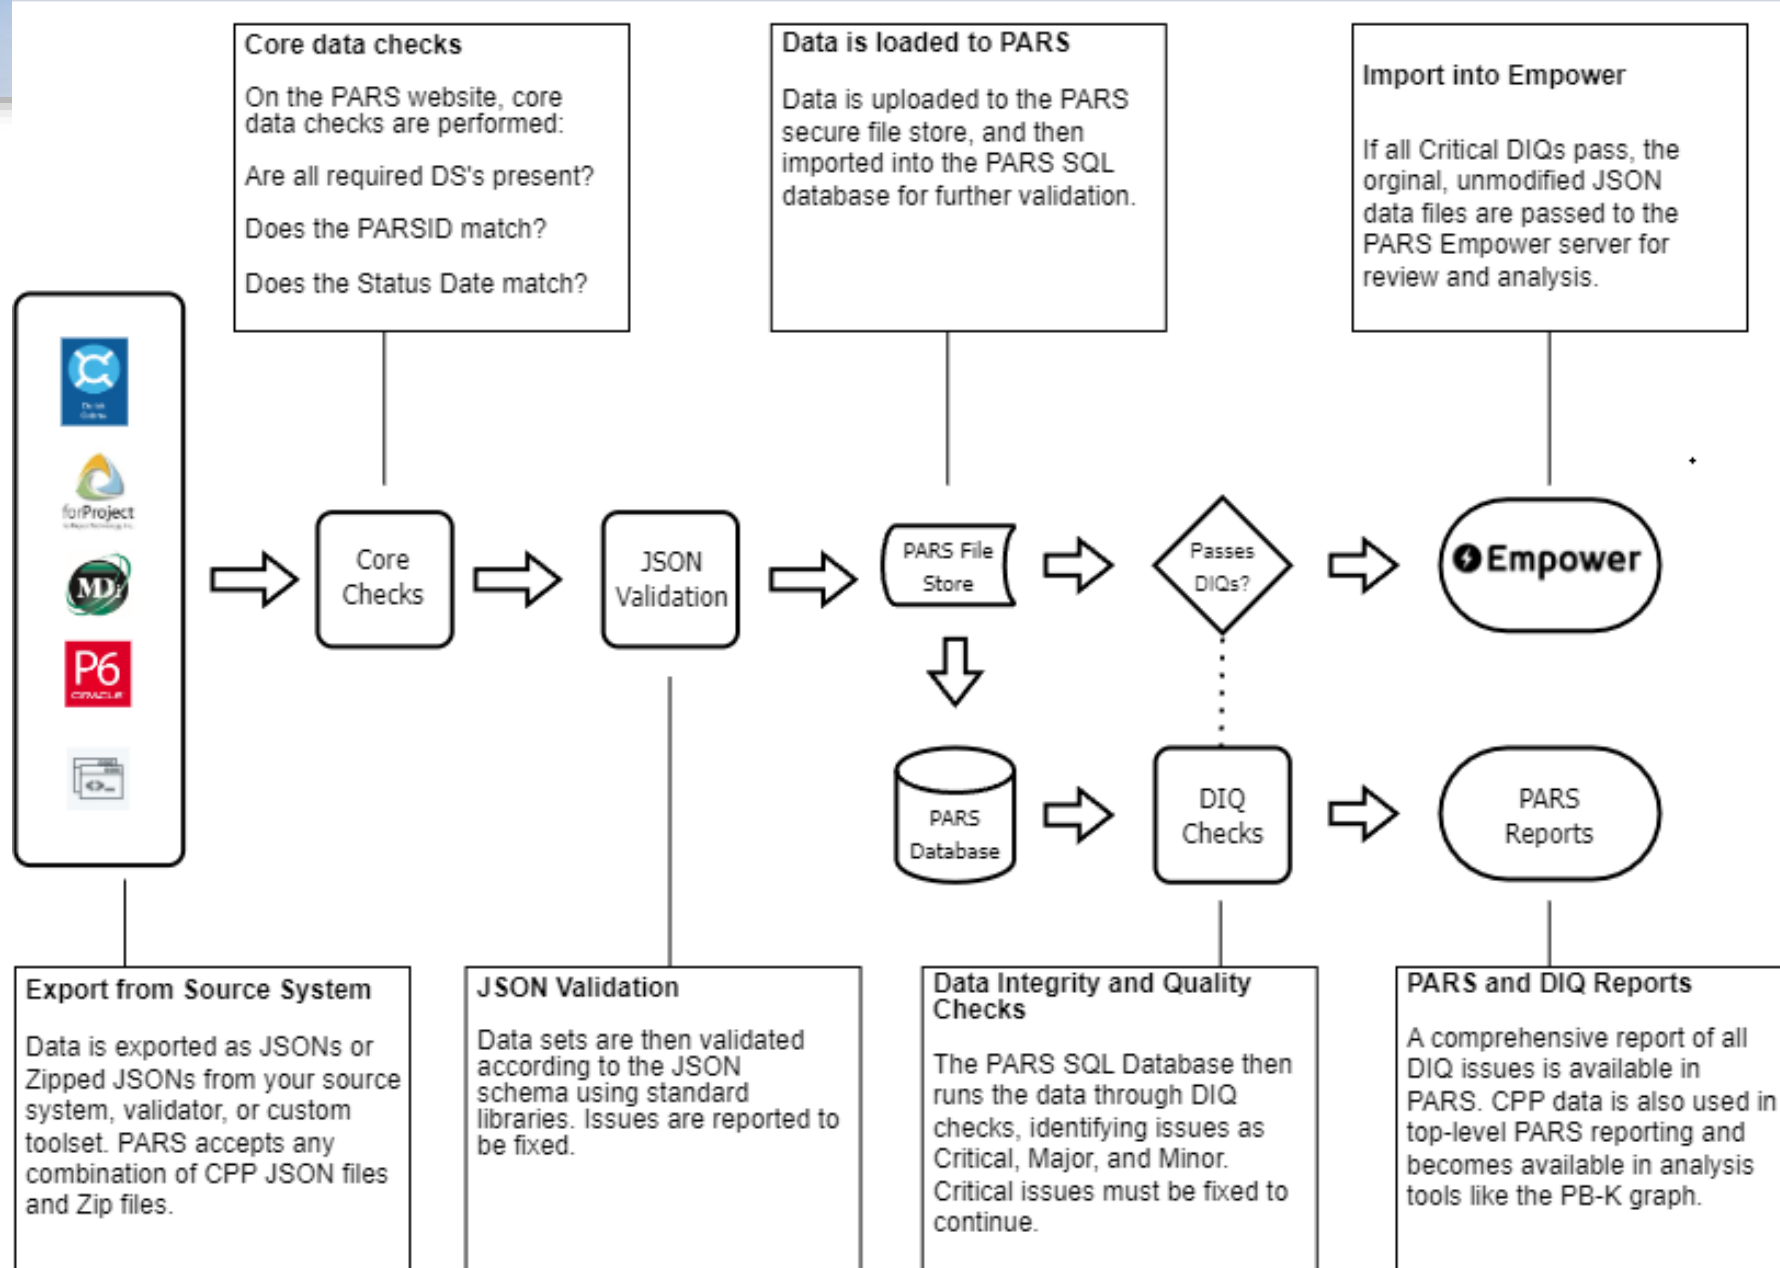 Core data checks
On the PARS website, core
data checks are performed:
Are all required DS's present?
Does the PARSID match?
Does the Status Date match?
Data is loaded to PARS
Data is uploaded to the PARS
secure file store, and then
imported into the PARS SQL
database for further validation.
Import into Empower
If all Critical DIQs pass, the
orginal, unmodified JSON
data files are passed to the
PARS Empower server for
review and analysis.
forProject
MDi
P6
ORACLE
Core
Checks
JSON
Validation
PARS File
Store
Passes
DIQs?
Empower
PARS
Database
DIQ
Checks
PARS
Reports
Export from Source System
Data is exported as JSONs or
Zipped JSONs from your source
system, validator, or custom
toolset. PARS accepts any
combination of CPP JSON files
and Zip files.
JSON Validation
Data sets are then validated
according to the JSON
schema using standard
libraries. Issues are reported to
be fixed.
Data Integrity and Quality
Checks
The PARS SQL Database then
runs the data through DIQ
checks, identifying issues as
Critical, Major, and Minor.
Critical issues must be fixed to
continue.
PARS and DIQ Reports
A comprehensive report of all
DIQ issues is available in
PARS. CPP data is also used in
top-level PARS reporting and
becomes available in analysis
tools like the PB-K graph.